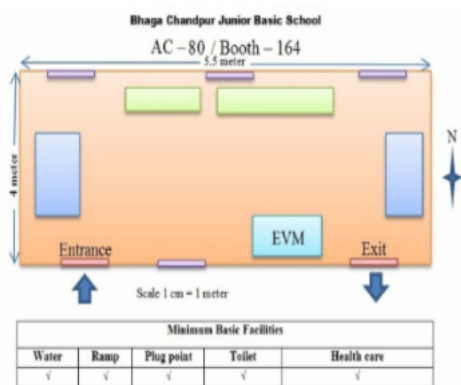 Bhaga Chandpur Junior Basic School
AC – 80 / Booth – 164
5.5 meter
4 meter
N
Entrance
EVM
Exit
Scale 1 cm = 1 meter
Minimum Basic Facilities
Water Ramp Plug point Toilet Health care
√ √ √ √ √